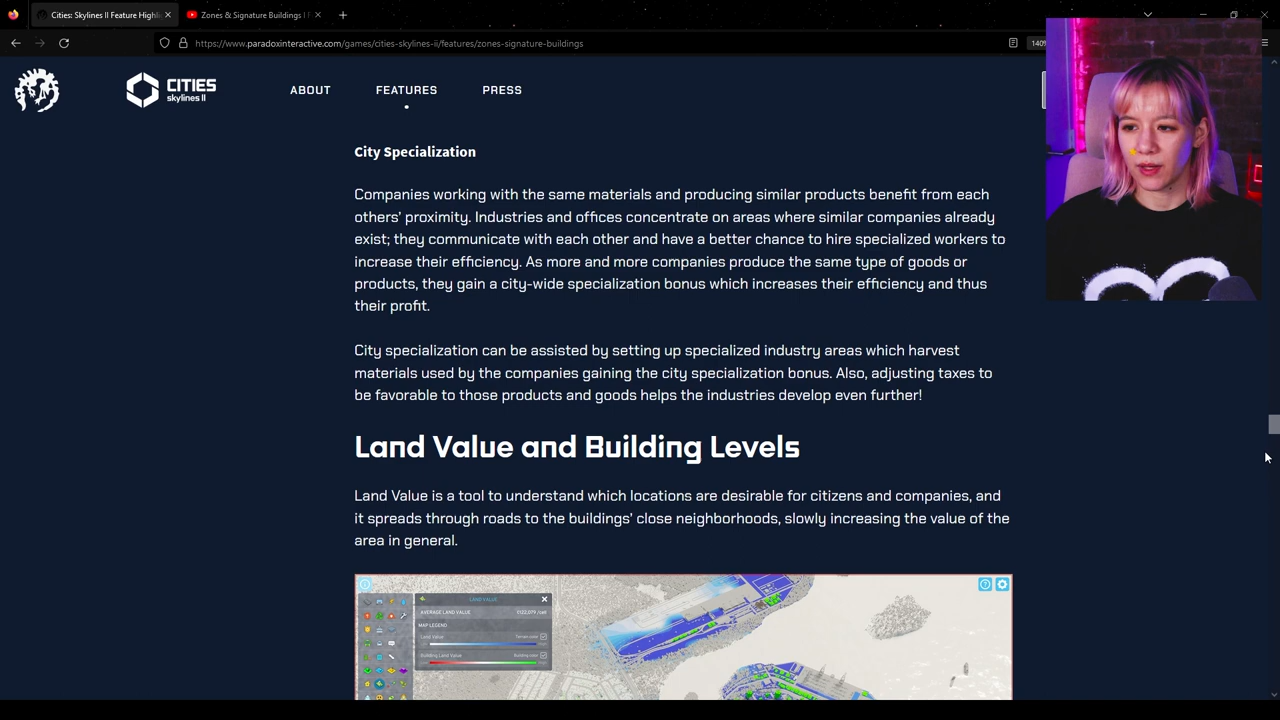 Cities: Skylines II Feature Highli
Zones & Signature Buildings | F
https://www.paradoxinteractive.com/games/cities-skylines-ii/features/zones-signature-buildings
140%
CITIES
skylines II
ABOUT
FEATURES
PRESS
City Specialization
Companies working with the same materials and producing similar products benefit from each
others' proximity. Industries and offices concentrate on areas where similar companies already
exist; they communicate with each other and have a better chance to hire specialized workers to
increase their efficiency. As more and more companies produce the same type of goods or
products, they gain a city-wide specialization bonus which increases their efficiency and thus
their profit.
City specialization can be assisted by setting up specialized industry areas which harvest
materials used by the companies gaining the city specialization bonus. Also, adjusting taxes to
be favorable to those products and goods helps the industries develop even further!
Land Value and Building Levels
Land Value is a tool to understand which locations are desirable for citizens and companies, and
it spreads through roads to the buildings' close neighborhoods, slowly increasing the value of the
area in general.
LAND VALUE
AVERAGE LAND VALUE
MAP LEGEND
Land Value
Terrain color
Building Land Value
Building color